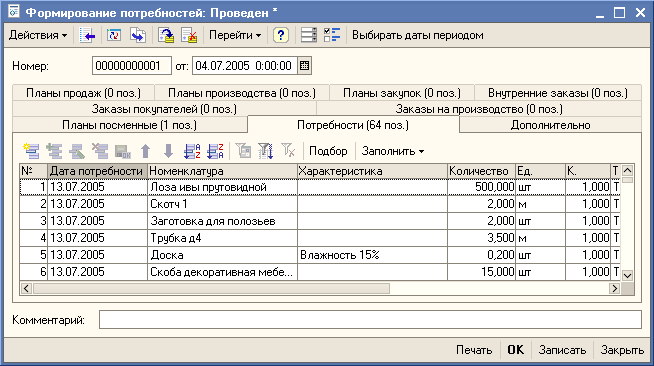 Формирование потребностей: Проведен *
Действия Перейти ? Выбирать даты периодом
Номер: 00000000001 от: 04.07.2005 0:00:00
Планы продаж (0 поз.) Планы производства (0 поз.) Планы закупок (0 поз.) Внутренние заказы (0 поз.)
Заказы покупателей (0 поз.) Заказы на производство (0 поз.)
Планы посменные (1 поз.) Потребности (64 поз.) Дополнительно
Подбор Заполнить
№ Дата потребности Номенклатура Характеристика Количество Ед. К. Т
1 13.07.2005 Лоза ивы прутовидной 500,000 шт 1,000 Т
2 13.07.2005 Скотч 1 2,000 м 1,000 Т
3 13.07.2005 Заготовка для полозьев 2,000 шт 1,000 Т
4 13.07.2005 Трубка д4 3,500 м 1,000 Т
5 13.07.2005 Доска Влажность 15% 0,200 шт 1,000 Т
6 13.07.2005 Скоба декоративная мебе... 15,000 шт 1,000 Т
Комментарий:
Печать OK Записать Закрыть